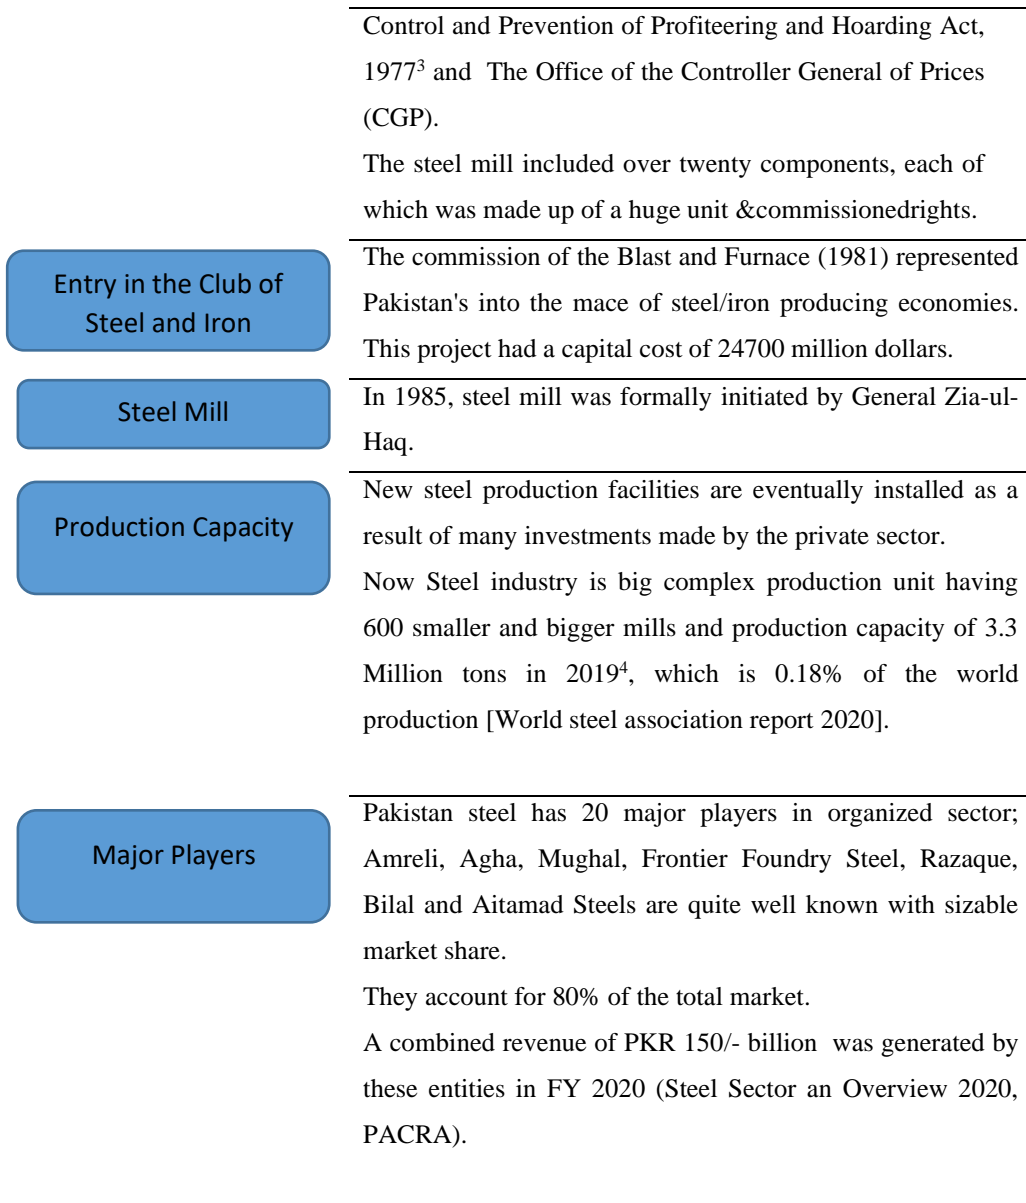 Control and Prevention of Profiteering and Hoarding Act,
1977³ and The Office of the Controller General of Prices
(CGP).
The steel mill included over twenty components, each of
which was made up of a huge unit &commissionedrights.
Entry in the Club of
Steel and Iron
The commission of the Blast and Furnace (1981) represented
Pakistan's into the mace of steel/iron producing economies.
This project had a capital cost of 24700 million dollars.
Steel Mill
In 1985, steel mill was formally initiated by General Zia-ul-
Haq.
Production Capacity
New steel production facilities are eventually installed as a
result of many investments made by the private sector.
Now Steel industry is big complex production unit having
600 smaller and bigger mills and production capacity of 3.3
Million tons in 2019⁴, which is 0.18% of the world
production [World steel association report 2020].
Major Players
Pakistan steel has 20 major players in organized sector;
Amreli, Agha, Mughal, Frontier Foundry Steel, Razaque,
Bilal and Aitamad Steels are quite well known with sizable
market share.
They account for 80% of the total market.
A combined revenue of PKR 150/- billion was generated by
these entities in FY 2020 (Steel Sector an Overview 2020,
PACRA).